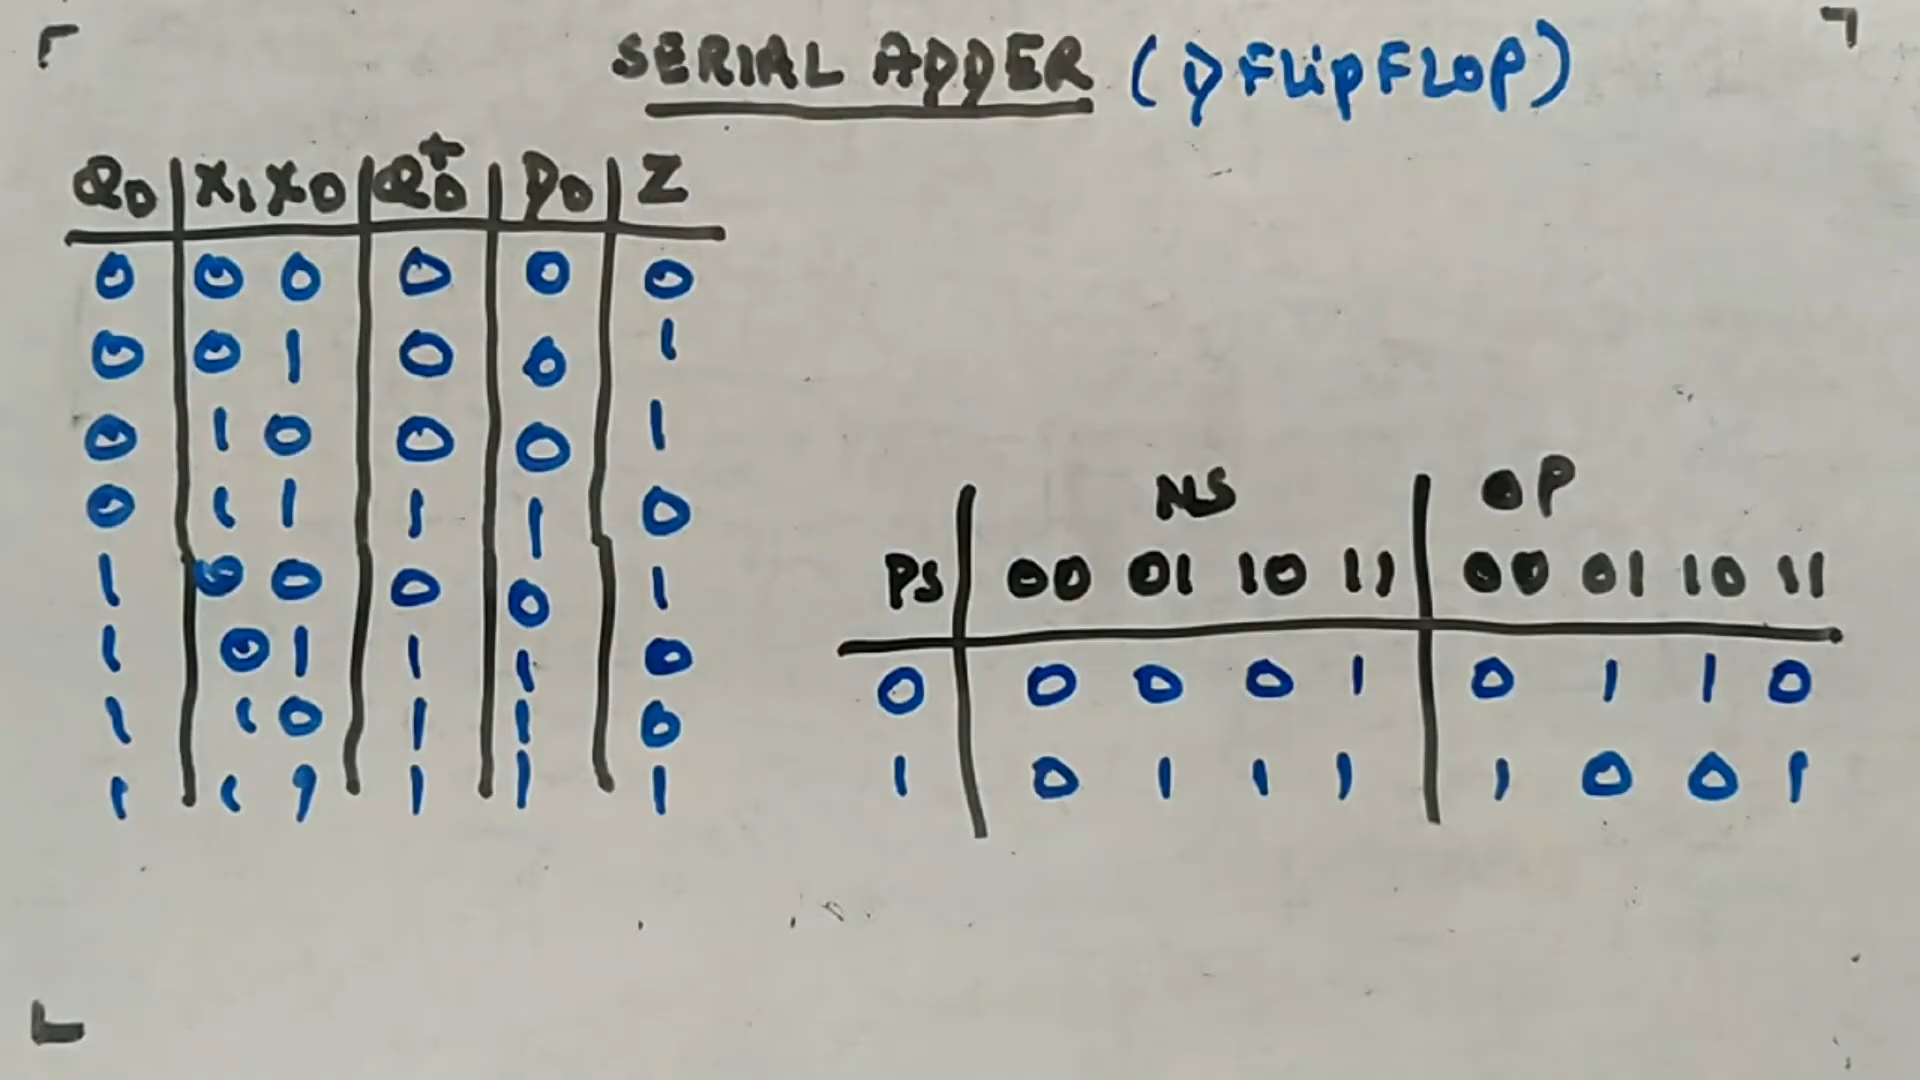 SERIAL ADDER (D FLiPFLOP)
Q0 X1 X0 Q0+ D0 Z
0 0 0 0 0 0
0 0 1 0 0 1
0 1 0 0 0 1
0 1 1 1 1 0
1 0 0 0 0 1
1 0 1 1 1 0
1 1 0 1 1 0
1 1 1 1 1 1
NS OP
PS 00 01 10 11 00 01 10 11
0 0 0 0 1 0 1 1 0
1 0 1 1 1 1 0 0 1